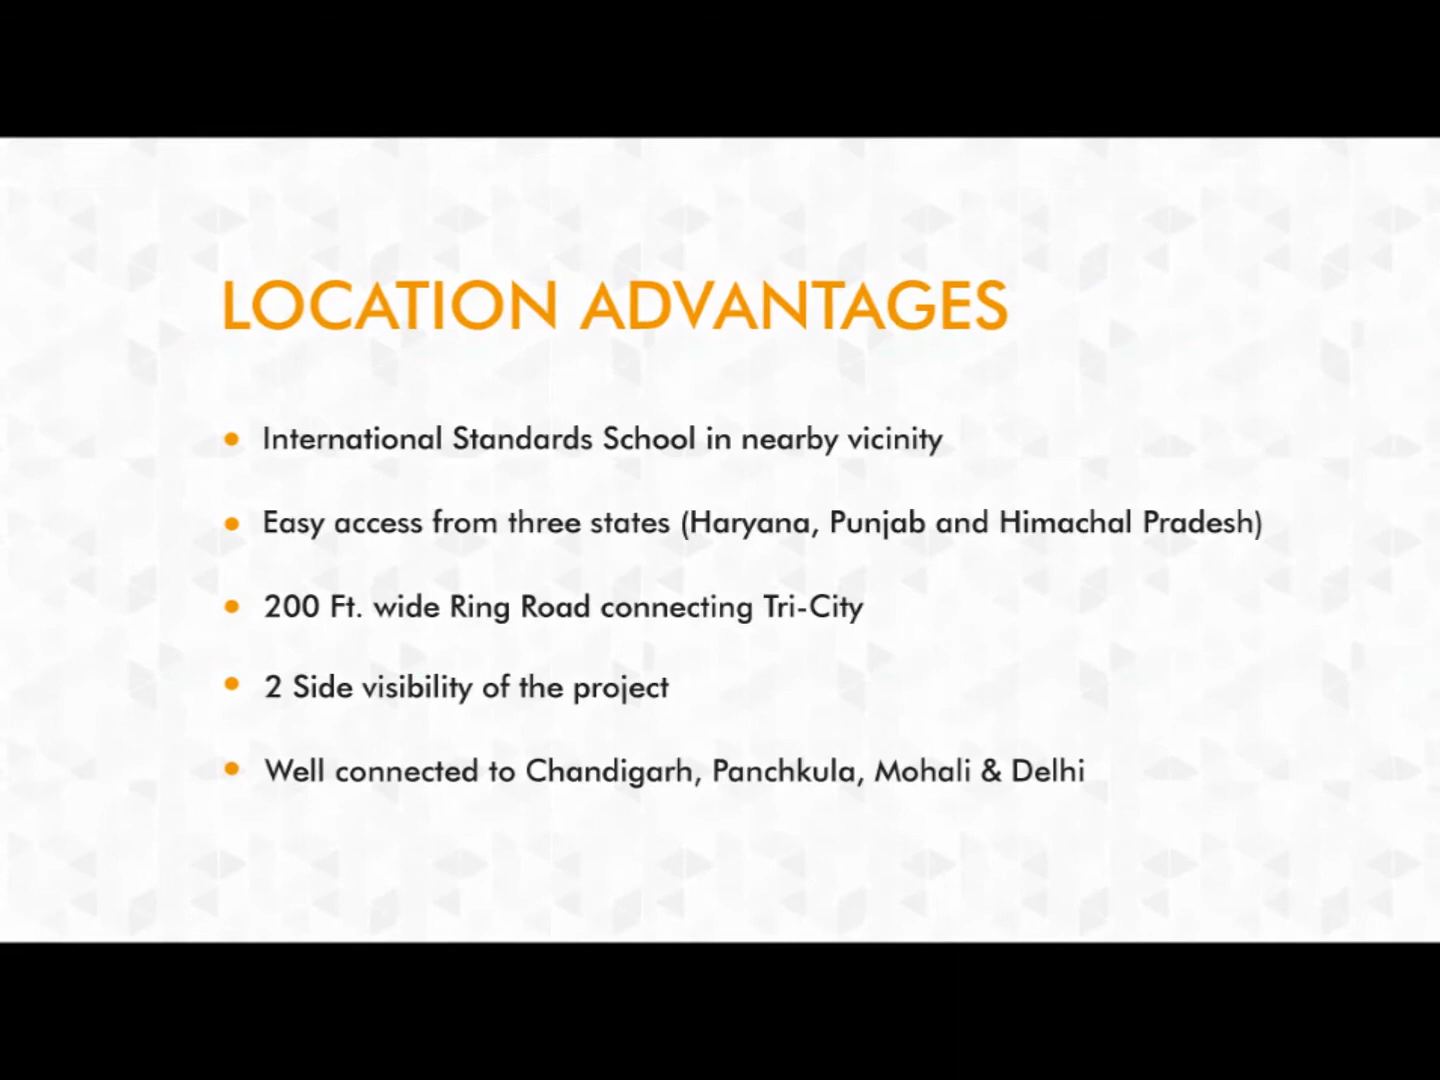 LOCATION ADVANTAGES
• International Standards School in nearby vicinity
• Easy access from three states (Haryana, Punjab and Himachal Pradesh)
• 200 Ft. wide Ring Road connecting Tri-City
• 2 Side visibility of the project
• Well connected to Chandigarh, Panchkula, Mohali & Delhi